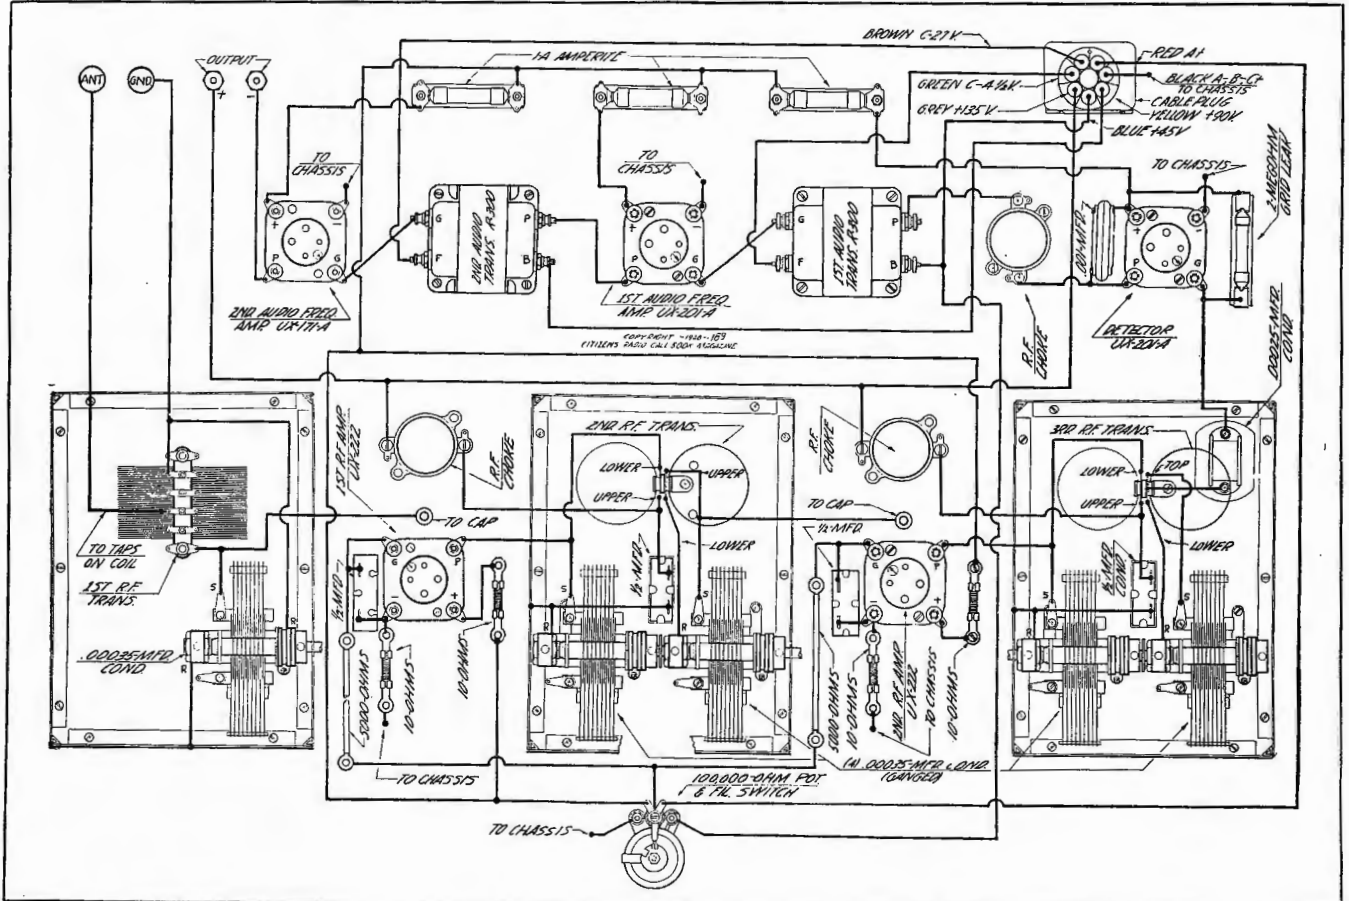 ANT
GND
OUTPUT
+
-
1-A AMPERITE
BROWN C-27V.
RED A+
BLACK A-B-C+
TO CHASSIS
GREEN C-4½V.
CABLE PLUG
GREY +135V.
YELLOW +90V.
BLUE +45V.
TO
CHASSIS
TO
CHASSIS
TO CHASSIS
2-MEGOHM
GRID LEAK
+
-
P
G
G
P
F
B
2ND AUDIO
TRANS. R-300
+
-
P
G
G
P
F
B
1ST AUDIO
TRANS. R-300
.001-MFD.
+
-
P
G
2ND AUDIO FREQ.
AMP. UX-171-A
1ST AUDIO FREQ.
AMP. UX-201-A
R.F.
CHOKE
DETECTOR
UX-201-A
.00025-MFD.
COND.
COPYRIGHT -1928- 169
CITIZENS RADIO CALL BOOK MAGAZINE
1ST R.F. AMP.
UX-222
R.F.
CHOKE
2ND R.F. TRANS.
R.F.
CHOKE
3RD R.F. TRANS.
LOWER
UPPER
UPPER
LOWER
TOP
UPPER
TO CAP
TO CAP
½-MFD.
LOWER
LOWER
TO TAPS
ON COIL
1ST R.F.
TRANS.
½-MFD.
G
P
-
+
½-MFD.
G
P
-
+
½-MFD.
COND.
S
S
S
S
S
R
R
R
R
R
R
.00035-MFD.
COND.
5000-OHMS
10-OHMS
10-OHMS
5000-OHMS
10-OHMS
2ND. R.F. AMP.
UX-222
TO CHASSIS
10-OHMS
TO CHASSIS
100,000-OHM POT.
& FIL. SWITCH
(4) .00035-MFD. COND.
(GANGED)
TO CHASSIS